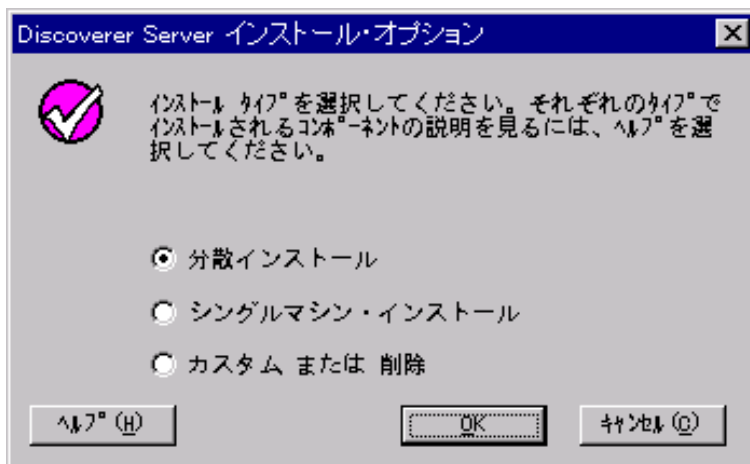 Discoverer Server インストール・オプション
ｲﾝｽﾄｰﾙ ﾀｲﾌﾟを選択してください。それぞれのﾀｲﾌﾟで
ｲﾝｽﾄｰﾙされるｺﾝﾎﾟｰﾈﾝﾄの説明を見るには、ﾍﾙﾌﾟを選
択してください。
分散インストール
シングルマシン・インストール
カスタム または 削除
ﾍﾙﾌﾟ(H)
OK
ｷｬﾝｾﾙ(C)